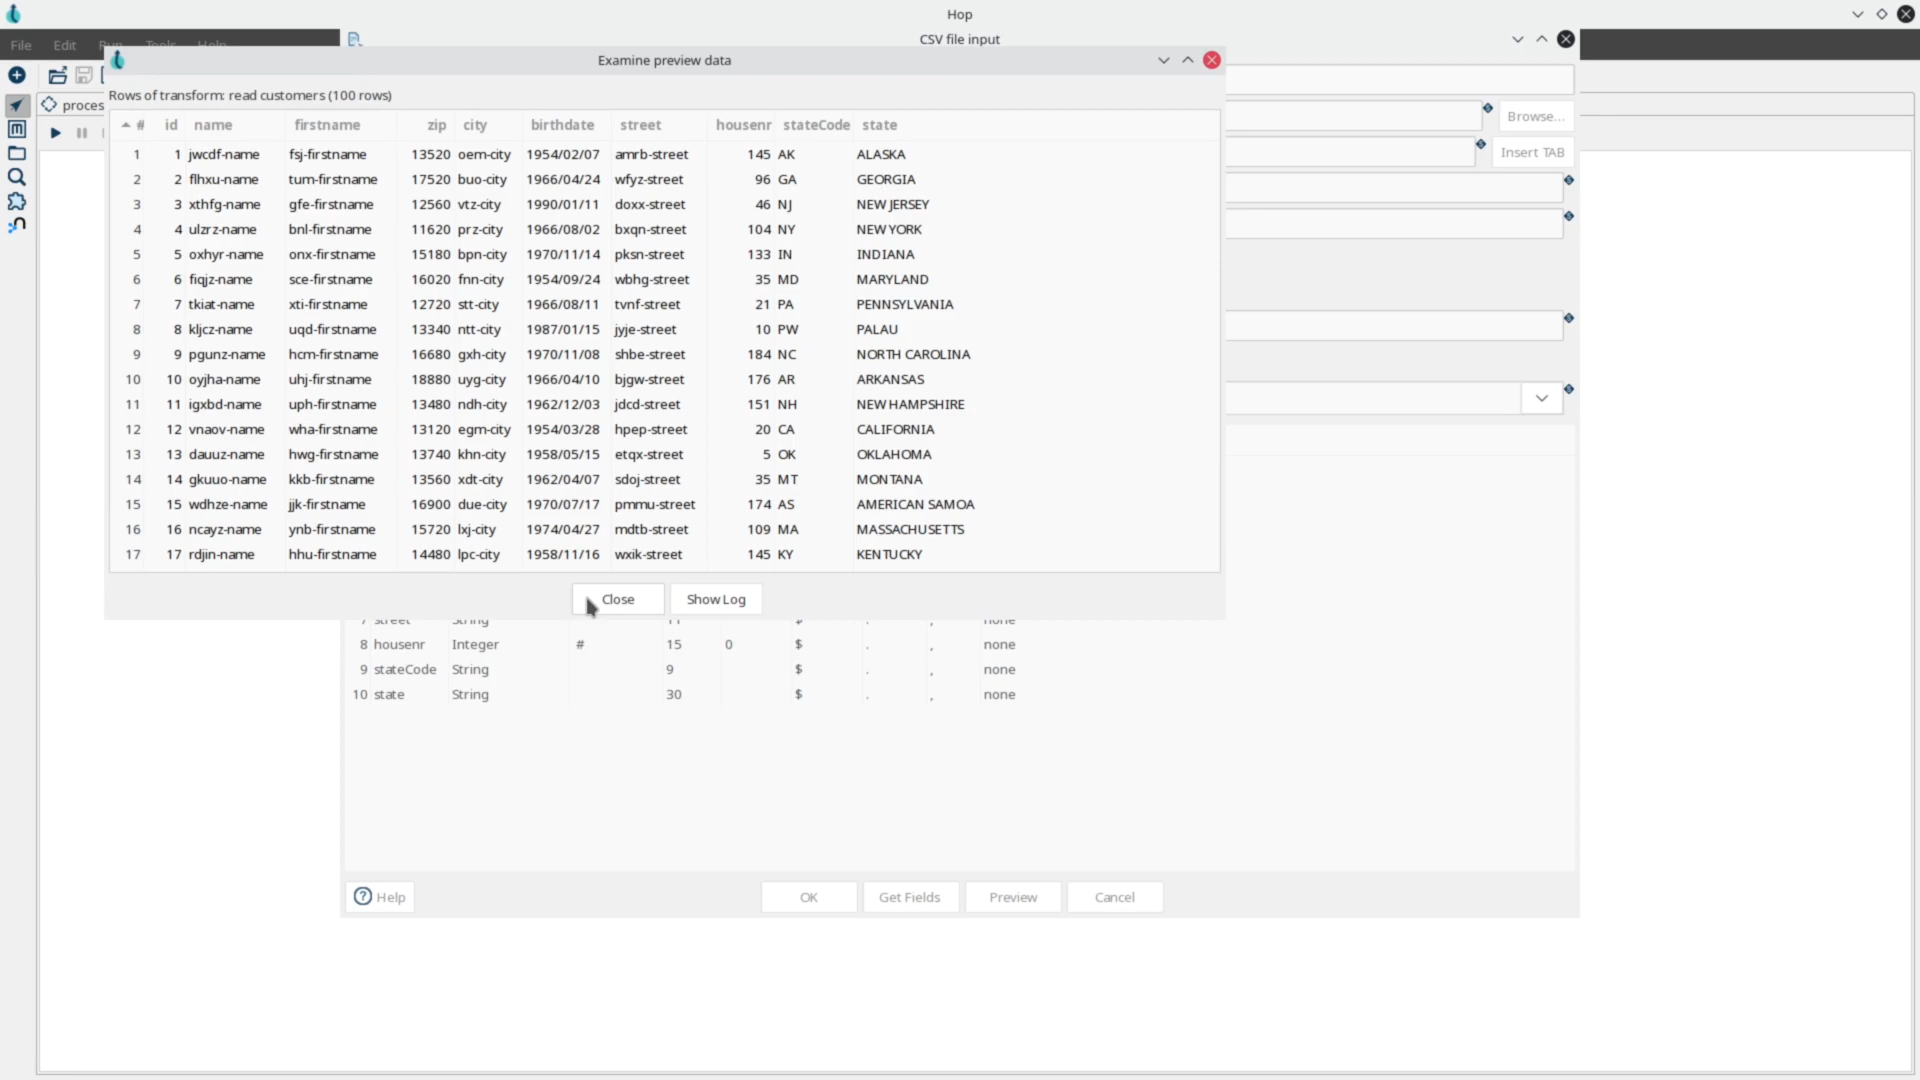 Hop
File Edit Run Tools Help
CSV file input
Examine preview data
Rows of transform: read customers (100 rows)
proces
Browse...
Insert TAB
# id name firstname zip city birthdate street housenr stateCode state
1 1 jwcdf-name fsj-firstname 13520 oem-city 1954/02/07 amrb-street 145 AK ALASKA
2 2 flhxu-name tum-firstname 17520 buo-city 1966/04/24 wfyz-street 96 GA GEORGIA
3 3 xthfg-name gfe-firstname 12560 vtz-city 1990/01/11 doxx-street 46 NJ NEW JERSEY
4 4 ulzrz-name bnl-firstname 11620 prz-city 1966/08/02 bxqn-street 104 NY NEW YORK
5 5 oxhyr-name onx-firstname 15180 bpn-city 1970/11/14 pksn-street 133 IN INDIANA
6 6 fiqjz-name sce-firstname 16020 fnn-city 1954/09/24 wbhg-street 35 MD MARYLAND
7 7 tkiat-name xti-firstname 12720 stt-city 1966/08/11 tvnf-street 21 PA PENNSYLVANIA
8 8 kljcz-name uqd-firstname 13340 ntt-city 1987/01/15 jyje-street 10 PW PALAU
9 9 pgunz-name hcm-firstname 16680 gxh-city 1970/11/08 shbe-street 184 NC NORTH CAROLINA
10 10 oyjha-name uhj-firstname 18880 uyg-city 1966/04/10 bjgw-street 176 AR ARKANSAS
11 11 igxbd-name uph-firstname 13480 ndh-city 1962/12/03 jdcd-street 151 NH NEW HAMPSHIRE
12 12 vnaov-name wha-firstname 13120 egm-city 1954/03/28 hpep-street 20 CA CALIFORNIA
13 13 dauuz-name hwg-firstname 13740 khn-city 1958/05/15 etqx-street 5 OK OKLAHOMA
14 14 gkuuo-name kkb-firstname 13560 xdt-city 1962/04/07 sdoj-street 35 MT MONTANA
15 15 wdhze-name jjk-firstname 16900 due-city 1970/07/17 pmmu-street 174 AS AMERICAN SAMOA
16 16 ncayz-name ynb-firstname 15720 lxj-city 1974/04/27 mdtb-street 109 MA MASSACHUSETTS
17 17 rdjin-name hhu-firstname 14480 lpc-city 1958/11/16 wxik-street 145 KY KENTUCKY
Close Show Log
7 street String 11 $ . , none
8 housenr Integer # 15 0 $ . , none
9 stateCode String 9 $ . , none
10 state String 30 $ . , none
Help OK Get Fields Preview Cancel